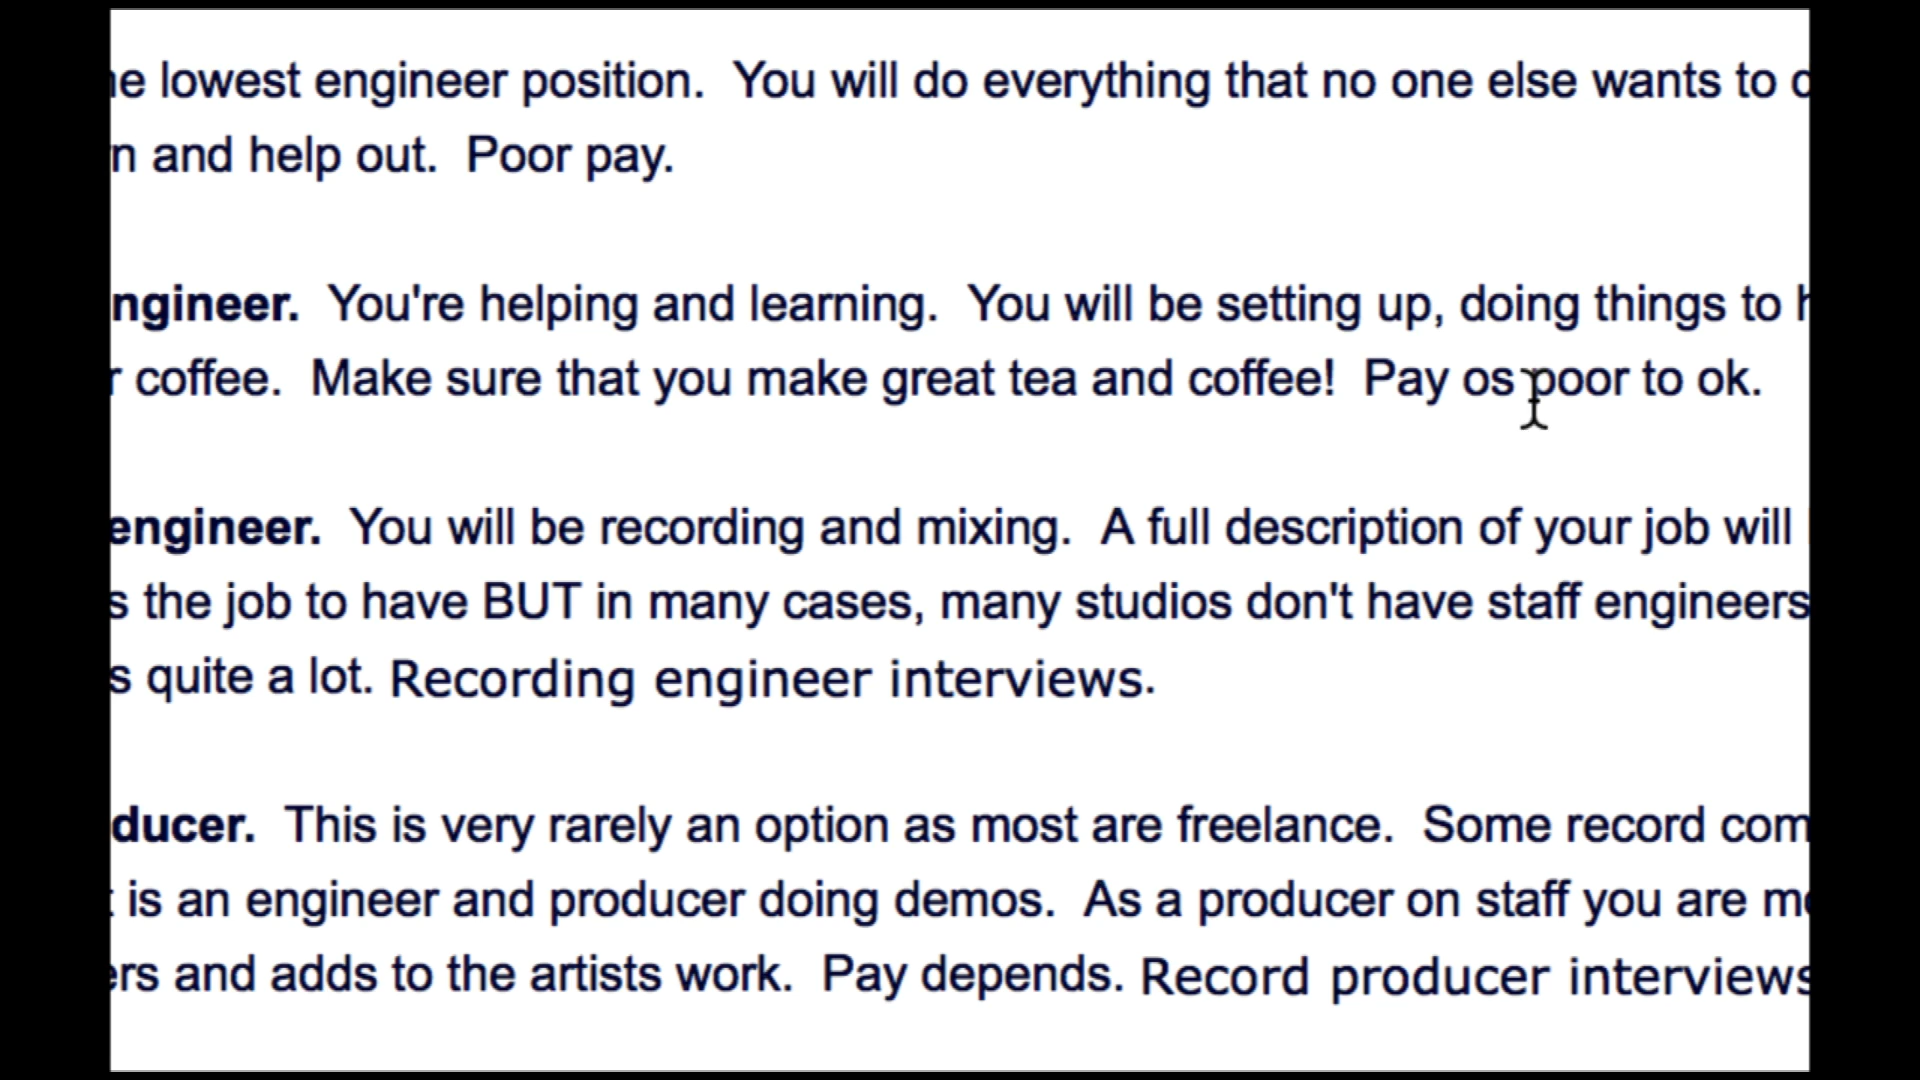 lowest engineer position. You will do everything that no one else wants to
and help out. Poor pay.
ngineer. You're helping and learning. You will be setting up, doing things to
coffee. Make sure that you make great tea and coffee! Pay os poor to ok.
engineer. You will be recording and mixing. A full description of your job will
s the job to have BUT in many cases, many studios don't have staff engineers
s quite a lot. Recording engineer interviews.
ducer. This is very rarely an option as most are freelance. Some record com
is an engineer and producer doing demos. As a producer on staff you are
ers and adds to the artists work. Pay depends. Record producer interviews